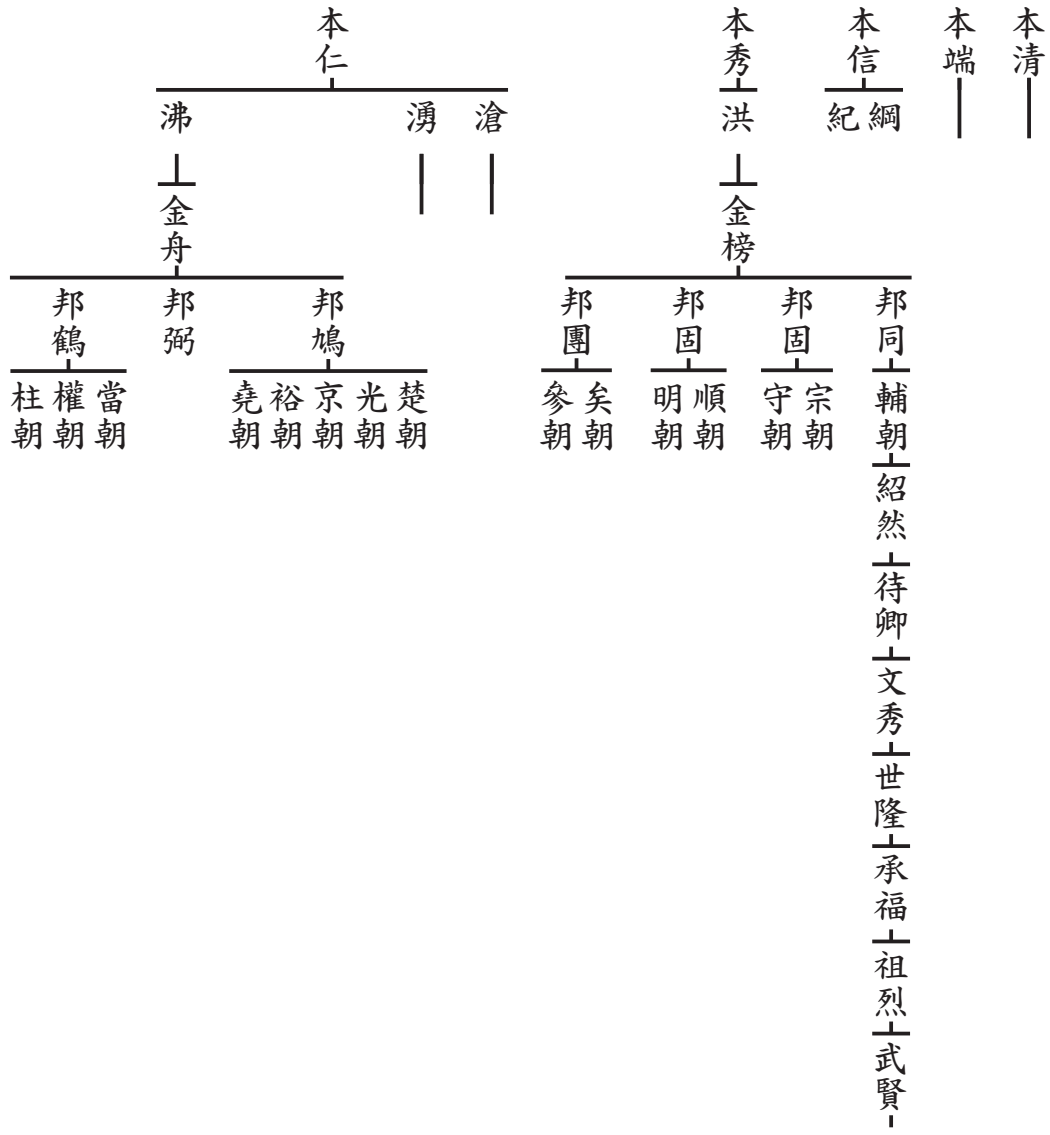 本仁
本秀
本信
本端
本清
沸
湧
滄
洪
紀
綱
金舟
金榜
邦鶴
邦弼
邦鳩
邦團
邦固
邦固
邦同
柱朝
權朝
當朝
堯朝
裕朝
京朝
光朝
楚朝
參朝
矣朝
明朝
順朝
守朝
宗朝
輔朝
紹然
待卿
文秀
世隆
承福
祖烈
武賢